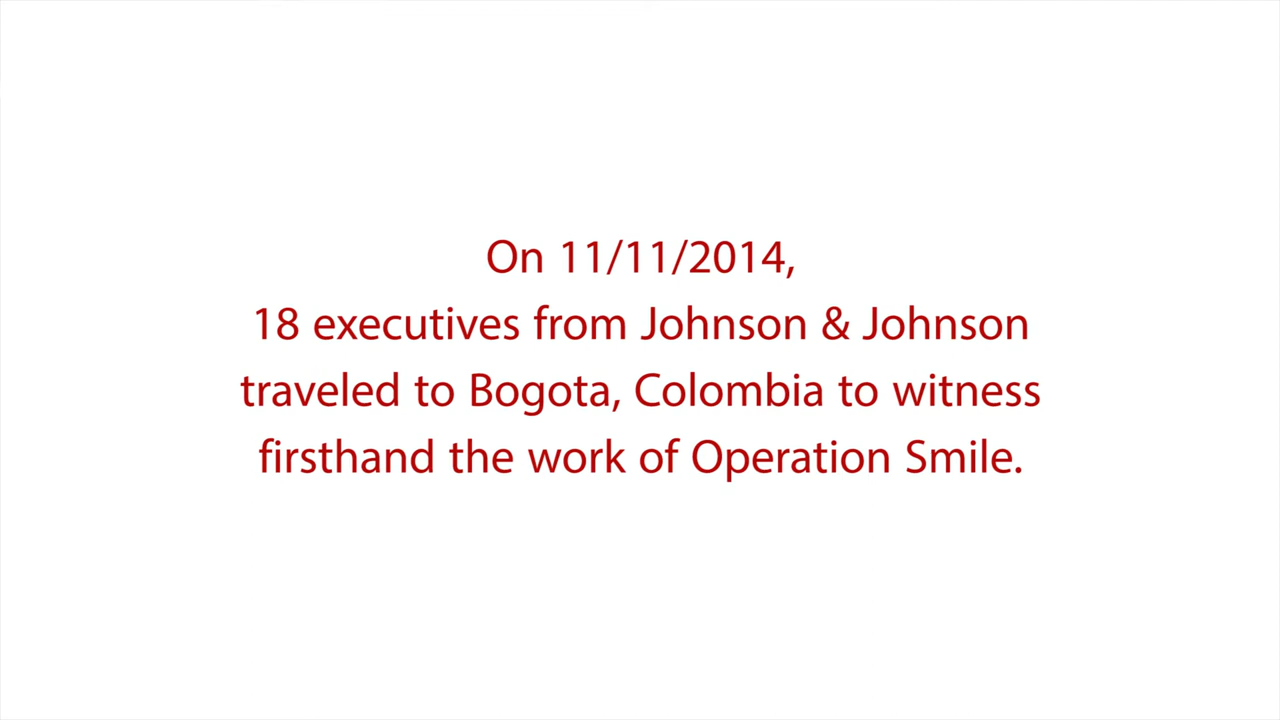 On 11/11/2014,
18 executives from Johnson & Johnson
traveled to Bogota, Colombia to witness
firsthand the work of Operation Smile.